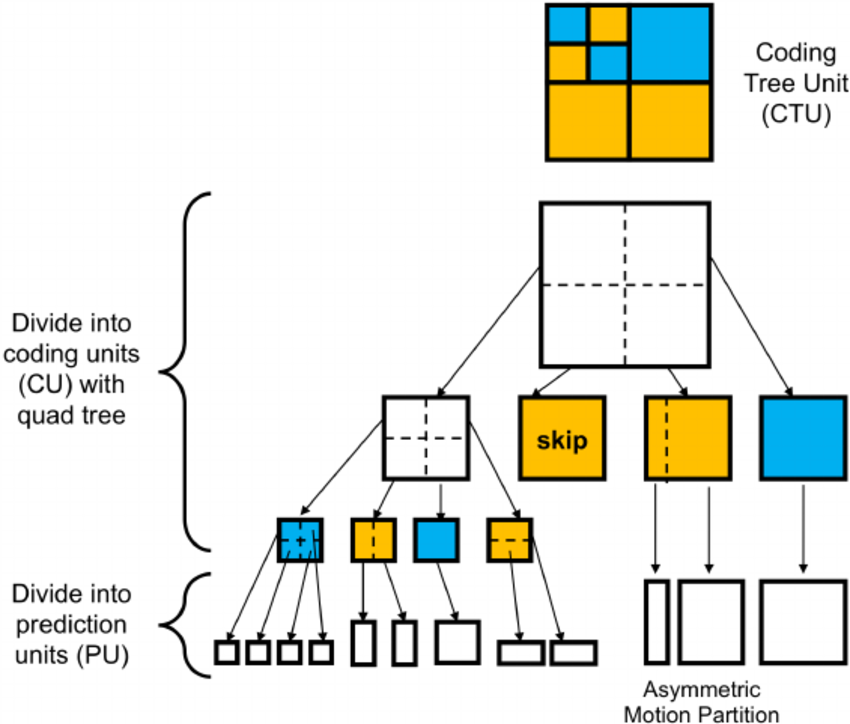 Coding
Tree Unit
(CTU)
Divide into
coding units
(CU) with
quad tree
skip
Divide into
prediction
units (PU)
Asymmetric
Motion Partition